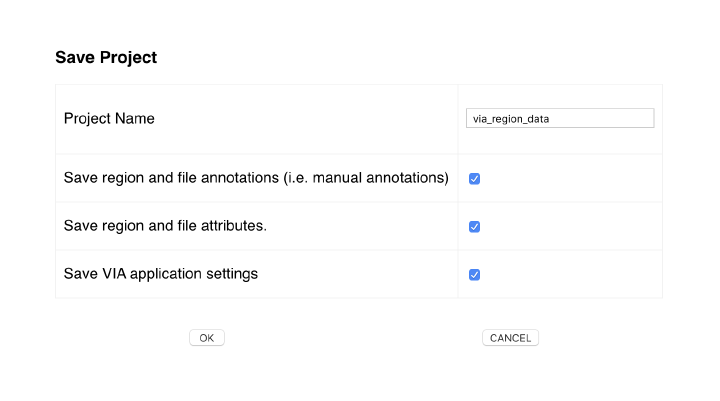 Save Project
Project Name
via_region_data
Save region and file annotations (i.e. manual annotations)
Save region and file attributes.
Save VIA application settings
OK
CANCEL